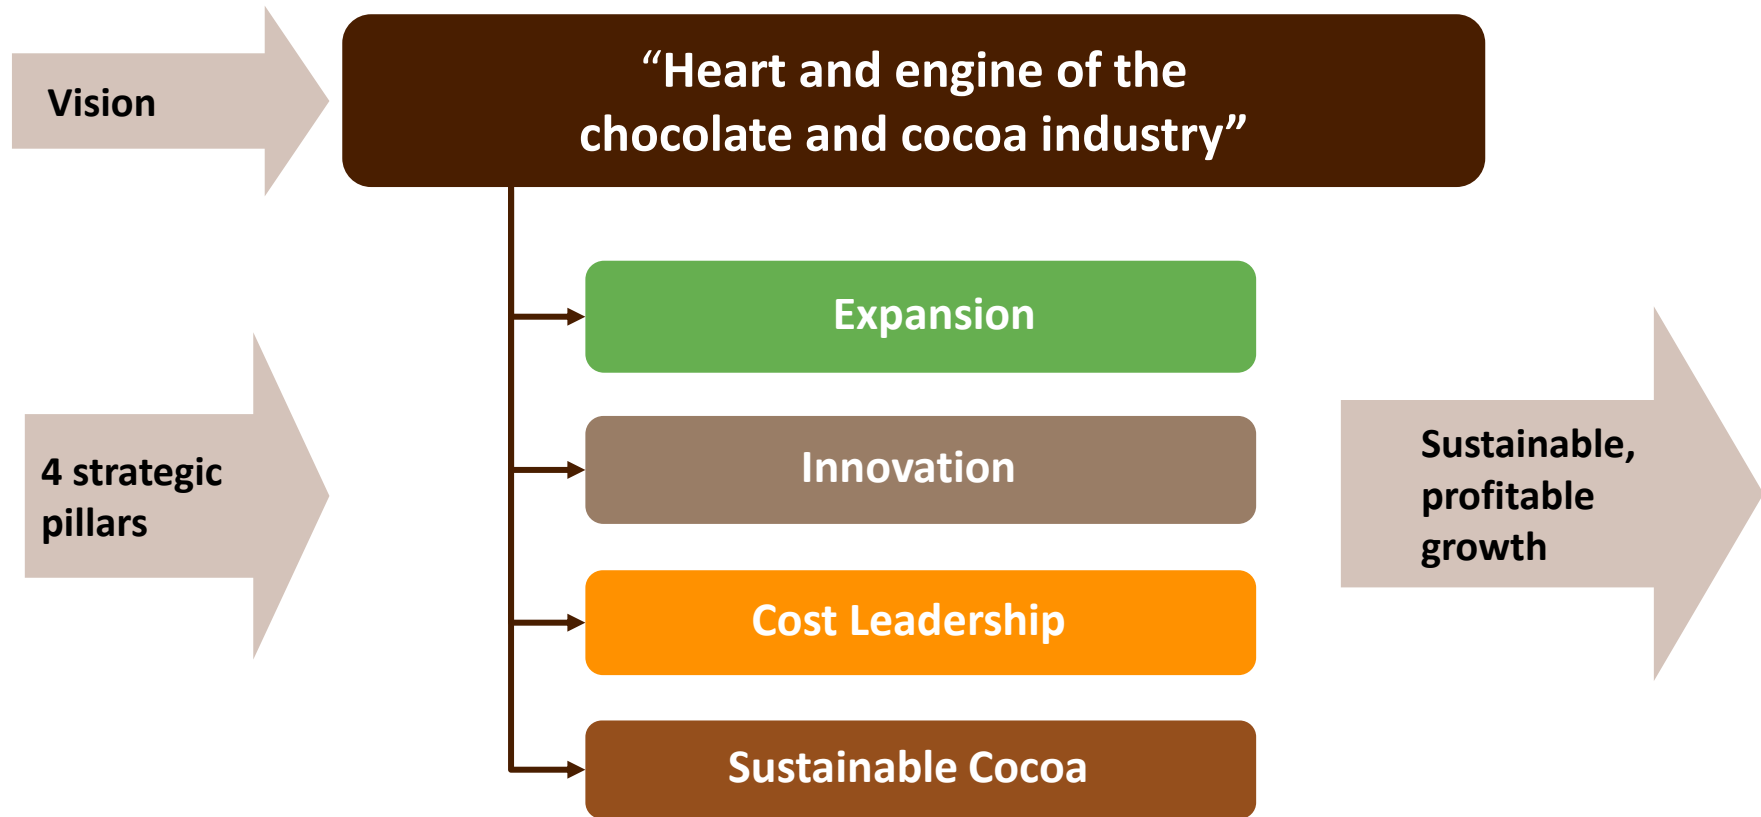 Vision
“Heart and engine of the
chocolate and cocoa industry”
4 strategic
pillars
Expansion
Innovation
Cost Leadership
Sustainable Cocoa
Sustainable,
profitable
growth